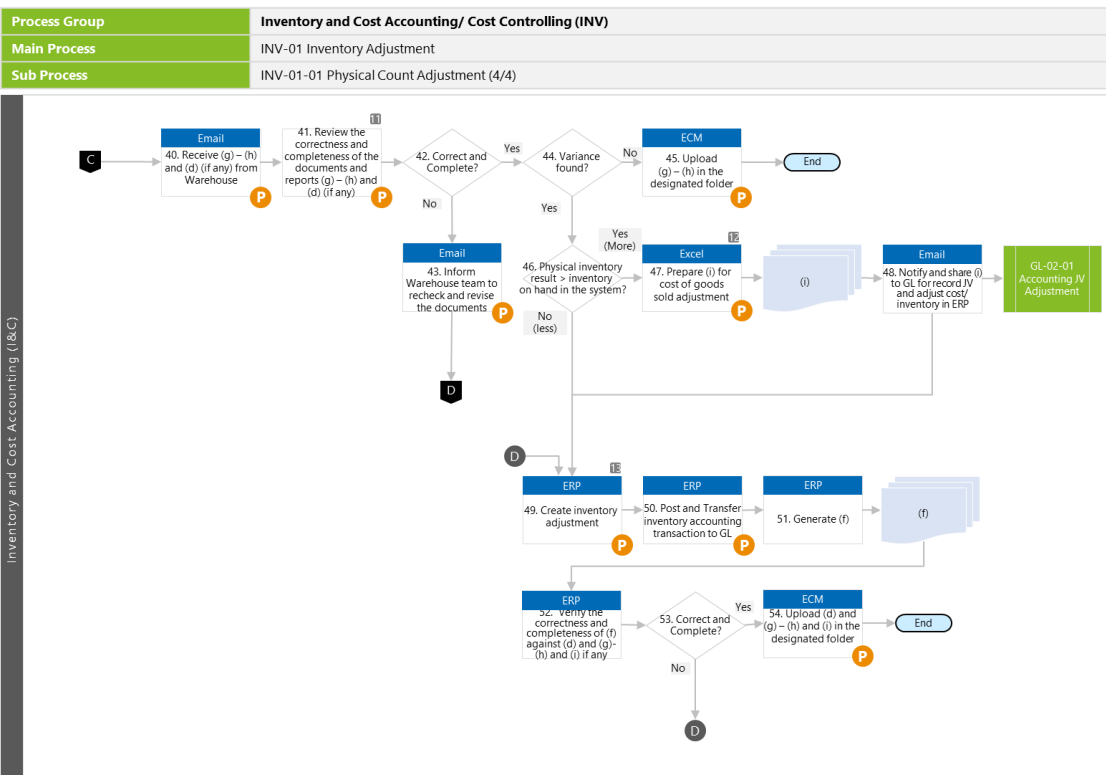 Process Group
Inventory and Cost Accounting/ Cost Controlling (INV)
Main Process
INV-01 Inventory Adjustment
Sub Process
INV-01-01 Physical Count Adjustment (4/4)
Inventory and Cost Accounting (I&C)
C
Email
40. Receive (g) – (h)
and (d) (if any) from
Warehouse
P
11
41. Review the
correctness and
completeness of the
documents and
reports (g) – (h) and
(d) (if any)
P
42. Correct and
Complete?
Yes
No
44. Variance
found?
No
Yes
ECM
45. Upload
(g) – (h) in the
designated folder
P
End
Email
43. Inform
Warehouse team to
recheck and revise
the documents
P
D
46. Physical inventory
result > inventory
on hand in the system?
Yes
(More)
No
(less)
12
Excel
47. Prepare (i) for
cost of goods
sold adjustment
P
(i)
Email
48. Notify and share (i)
to GL for record JV
and adjust cost/
inventory in ERP
GL-02-01
Accounting JV
Adjustment
D
13
ERP
49. Create inventory
adjustment
P
ERP
50. Post and Transfer
inventory accounting
transaction to GL
P
ERP
51. Generate (f)
(f)
ERP
52. Verify the
correctness and
completeness of (f)
against (d) and (g)-
(h) and (i) if any
53. Correct and
Complete?
Yes
No
ECM
54. Upload (d) and
(g) – (h) and (i) in the
designated folder
P
End
D